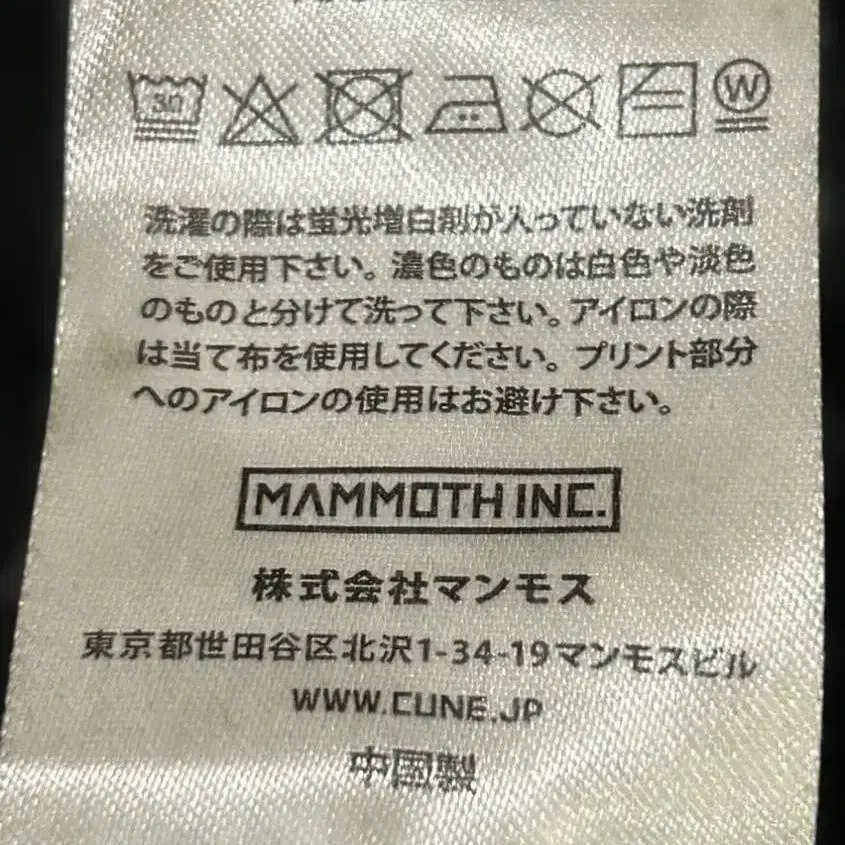 30
W
洗濯の際は蛍光増白剤が入っていない洗剤
をご使用下さい。濃色のものは白色や淡色
のものと分けて洗って下さい。アイロンの際
は当て布を使用してください。プリント部分
へのアイロンの使用はお避け下さい。
MAMMOTH INC.
株式会社マンモス
東京都世田谷区北沢1-34-19マンモスビル
WWW.CUNE.JP
中国製